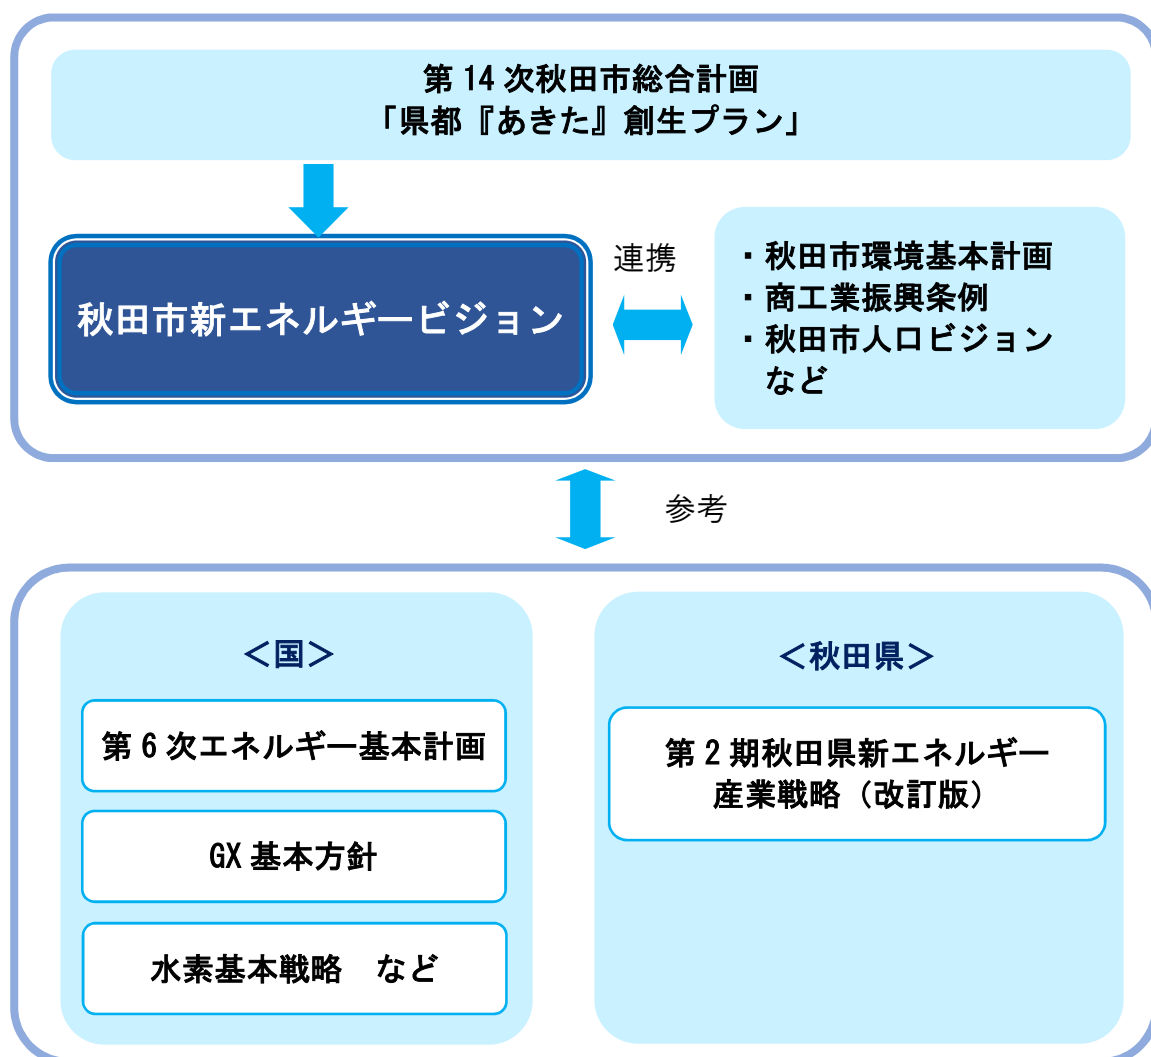 第14次秋田市総合計画
「県都『あきた』創生プラン」
秋田市新エネルギービジョン
連携
・秋田市環境基本計画
・商工業振興条例
・秋田市人口ビジョン
など
参考
＜国＞
第6次エネルギー基本計画
GX基本方針
水素基本戦略　など
＜秋田県＞
第2期秋田県新エネルギー
産業戦略（改訂版）